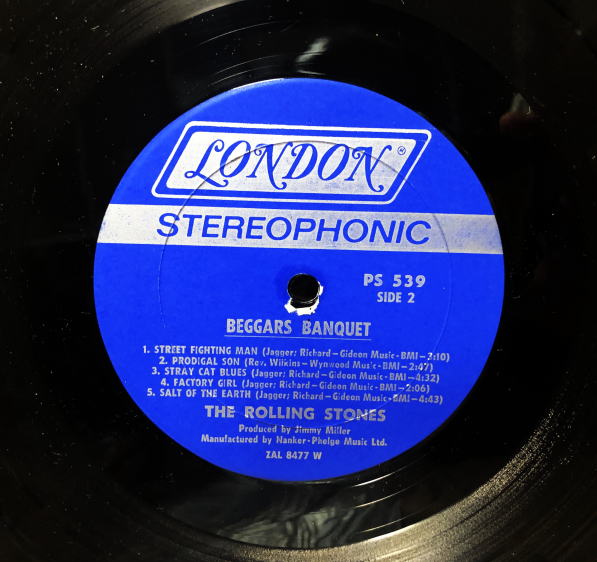 LONDON®
STEREOPHONIC
PS 539
SIDE 2
BEGGARS BANQUET
1. STREET FIGHTING MAN (Jagger; Richard—Gideon Music-BMI—3:10)
2. PRODIGAL SON (Rev. Wilkins—Wynwood Music-BMI—2:47)
3. STRAY CAT BLUES (Jagger; Richard—Gideon Music-BMI—4:32)
4. FACTORY GIRL (Jagger; Richard—Gideon Music-BMI—2:06)
5. SALT OF THE EARTH (Jagger; Richard—Gideon Music-BMI—4:43)
THE ROLLING STONES
Produced by Jimmy Miller
Manufactured by Nanker-Phelge Music Ltd.
ZAL 8477 W